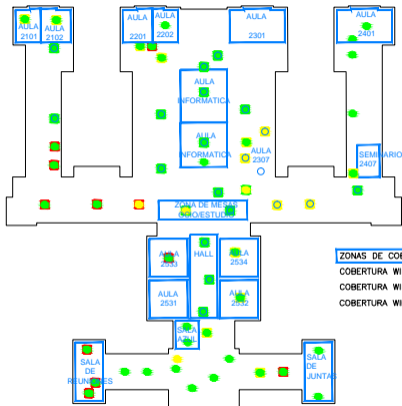 AULA
2101
AULA
2102
AULA
2201
AULA
2202
AULA
2301
AULA
2401
AULA
INFORMATICA
AULA
INFORMATICA
AULA
2307
SEMINARIO
2407
ZONA DE MESAS
OCIO/ESTUDIO
AULA
2533
HALL
AULA
2534
AULA
2531
AULA
2532
SALA
AZUL
SALA
DE
REUNIONES
SALA
DE
JUNTAS
ZONAS DE COB
COBERTURA WI
COBERTURA WI
COBERTURA WI